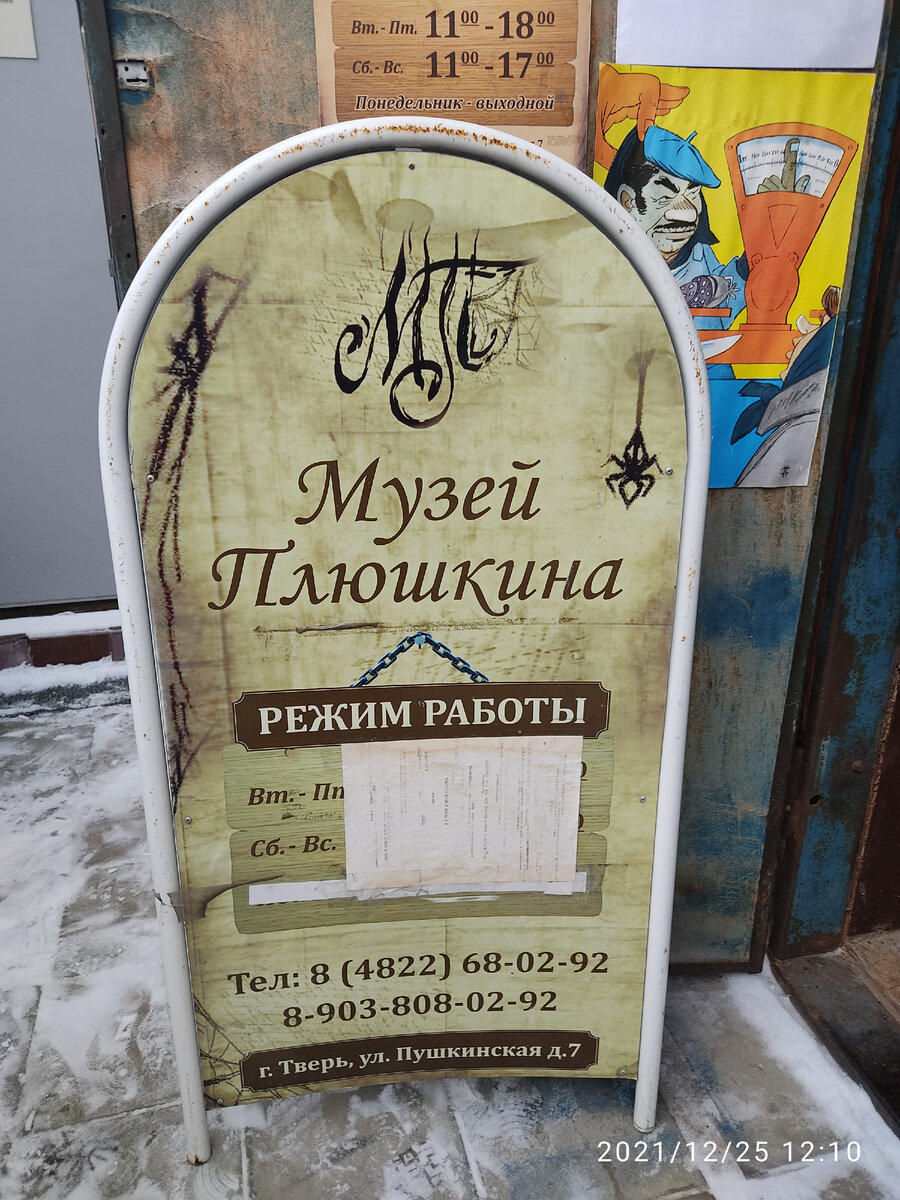 Вт.- Пт. 11⁰⁰ - 18⁰⁰
Сб.- Вс. 11⁰⁰ - 17⁰⁰
Понедельник - выходной
МП
Музей
Плюшкина
РЕЖИМ РАБОТЫ
Вт.- Пт
Сб.- Вс.
Тел: 8 (4822) 68-02-92
8-903-808-02-92
г. Тверь, ул. Пушкинская д.7
2021/12/25 12:10